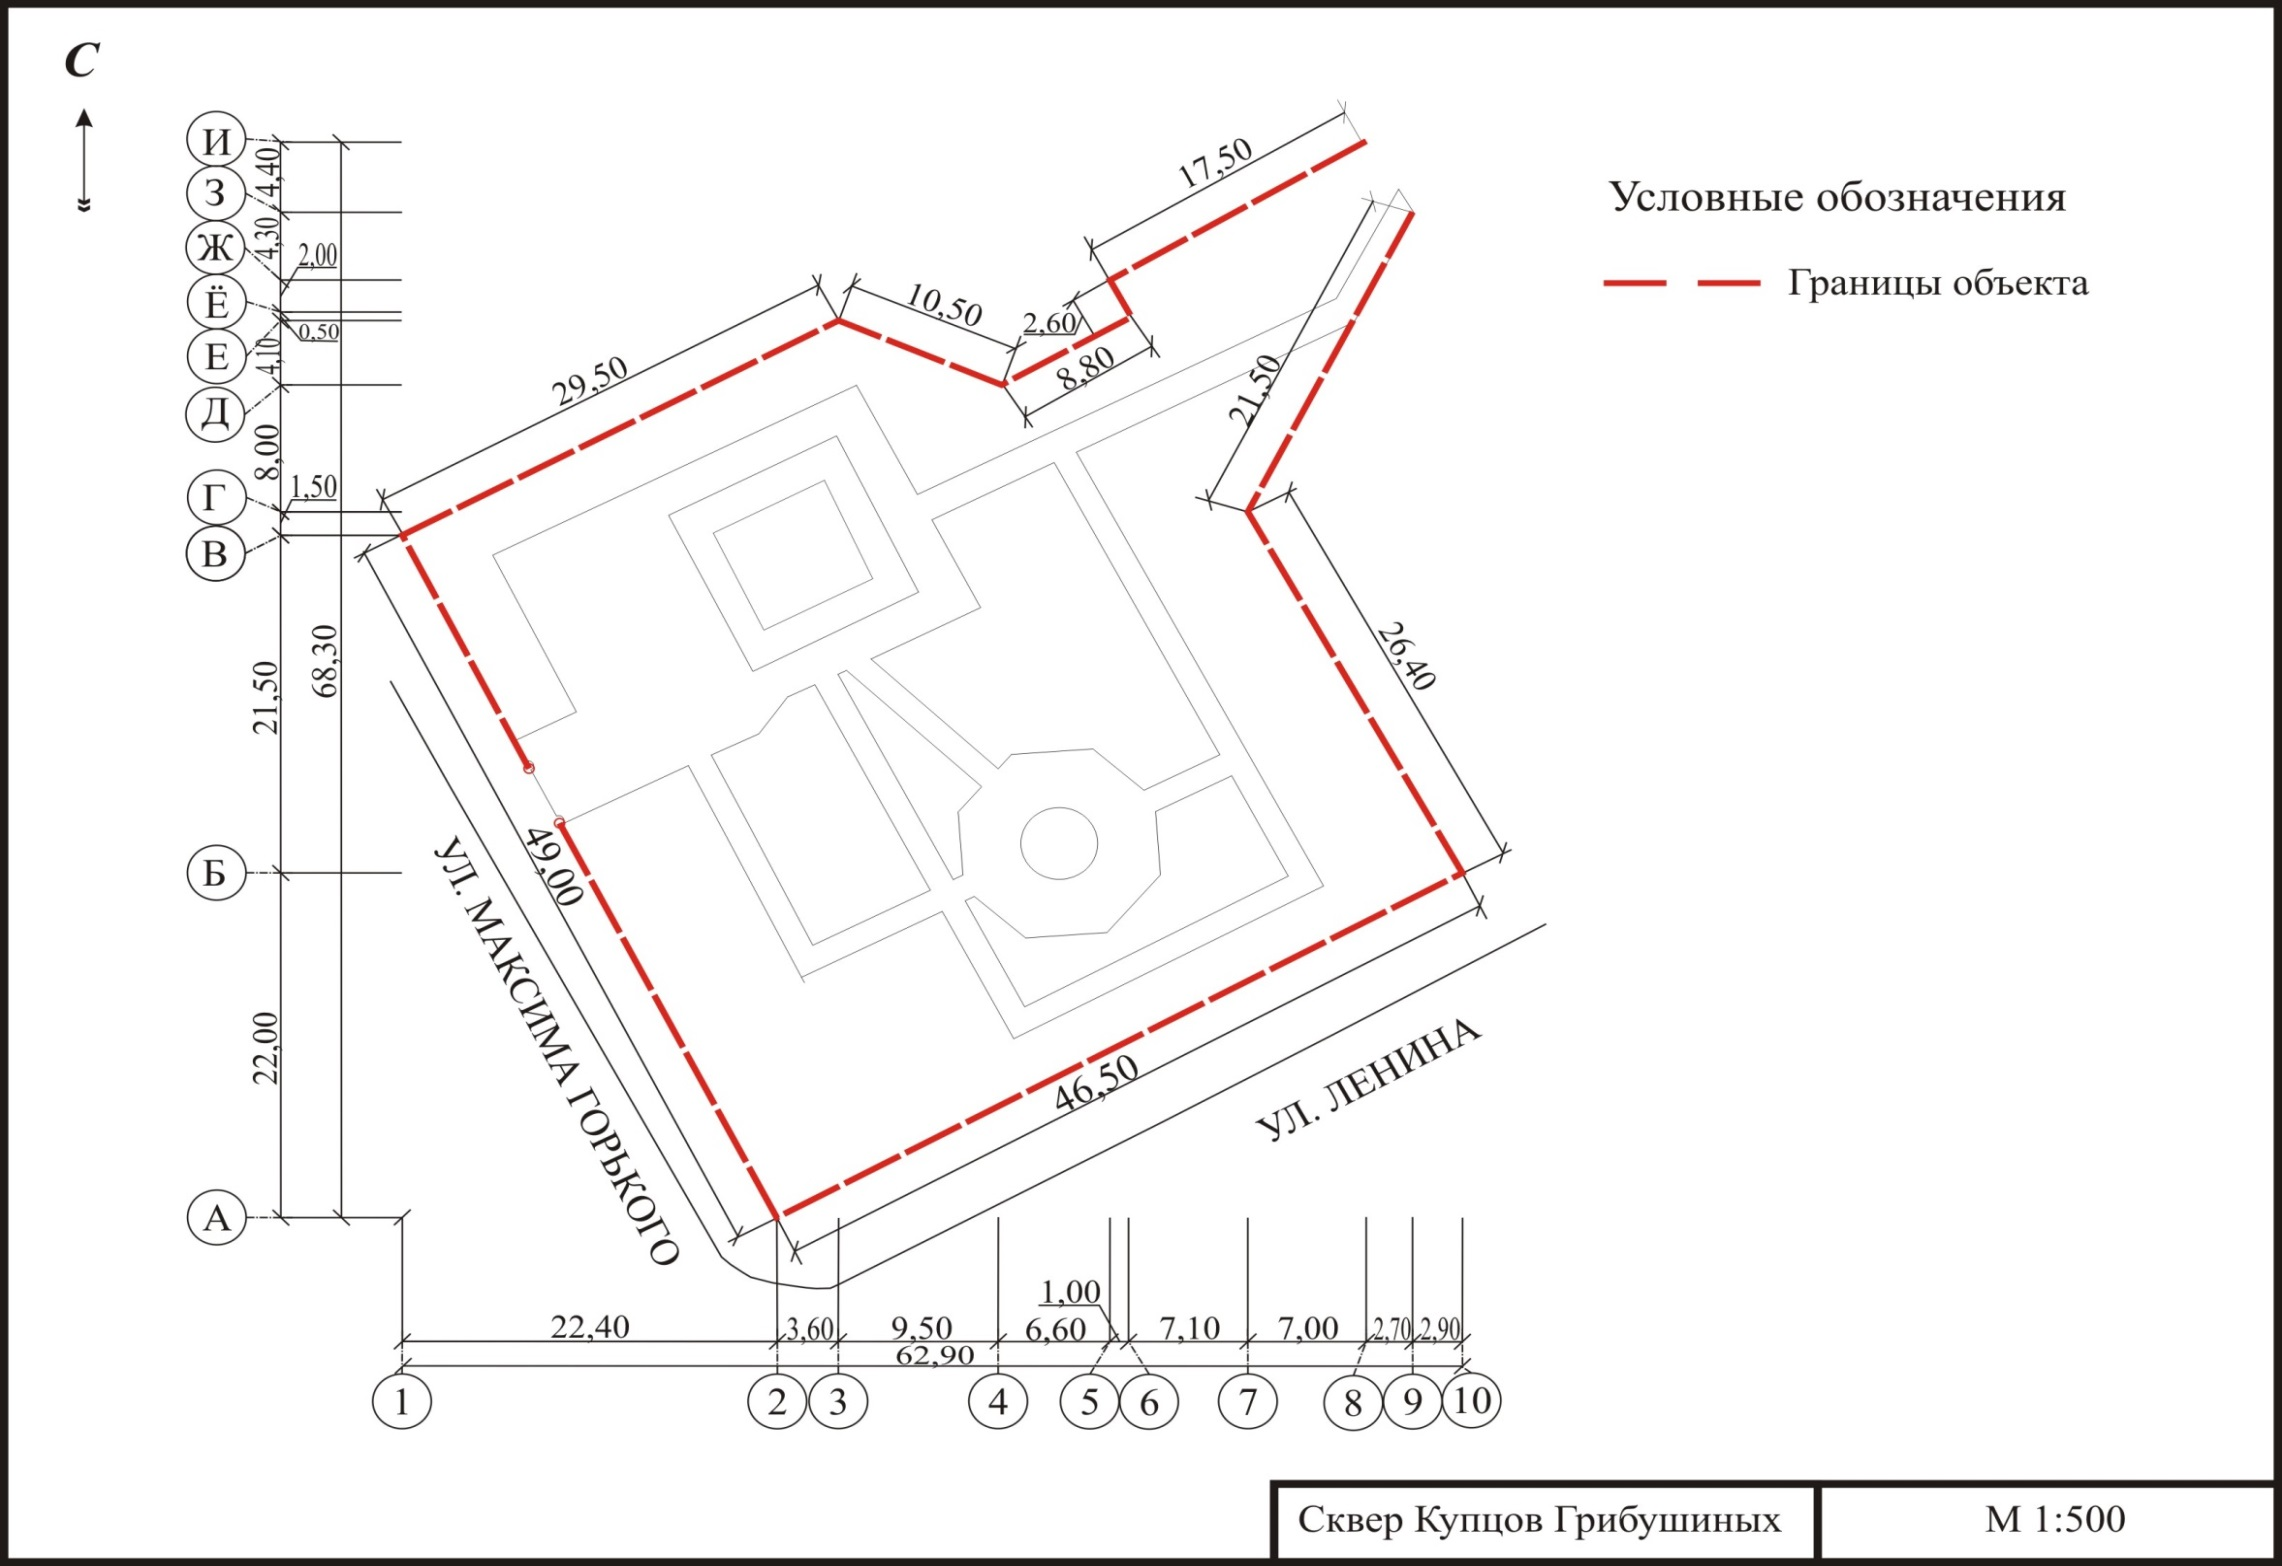 С
И
З
Ж
Ё
Е
Д
Г
В
Б
А
4,40
4,30
2,00
0,50
4,10
8,00
1,50
21,50
68,30
22,00
29,50
10,50
2,60
8,80
17,50
21,50
26,40
49,00
46,50
УЛ. МАКСИМА ГОРЬКОГО
УЛ. ЛЕНИНА
Условные обозначения
Границы объекта
1,00
22,40 3,60 9,50 6,60 7,10 7,00 2,70 2,90
62,90
1 2 3 4 5 6 7 8 9 10
Сквер Купцов Грибушиных
М 1:500